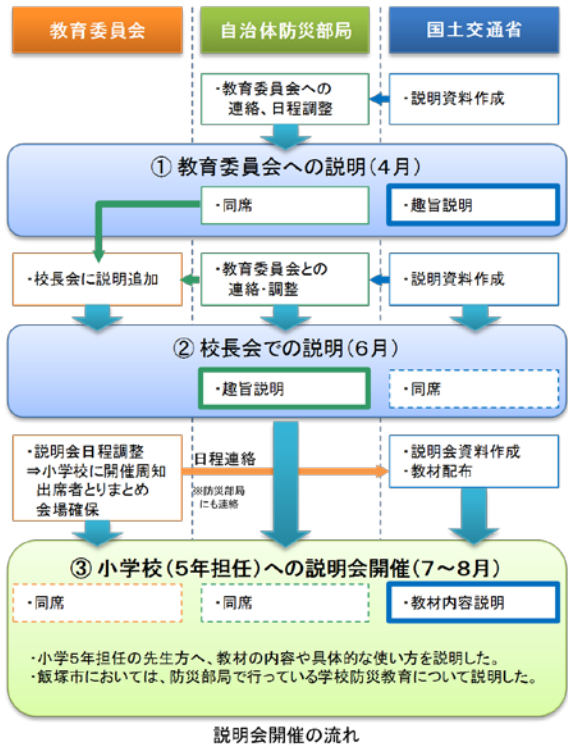 教育委員会
自治体防災部局
国土交通省
・教育委員会への
連絡、日程調整
・説明資料作成
① 教育委員会への説明(4月)
・同席
・趣旨説明
・校長会に説明追加
・教育委員会との
連絡・調整
・説明資料作成
② 校長会での説明(6月)
・趣旨説明
・同席
・説明会日程調整
⇒小学校に開催周知
出席者とりまとめ
会場確保
日程連絡
※防災部局
にも連絡
・説明会資料作成
・教材配布
③ 小学校(5年担任)への説明会開催(7~8月)
・同席
・同席
・教材内容説明
・小学5年担任の先生方へ、教材の内容や具体的な使い方を説明した。
・飯塚市においては、防災部局で行っている学校防災教育について説明した。
説明会開催の流れ